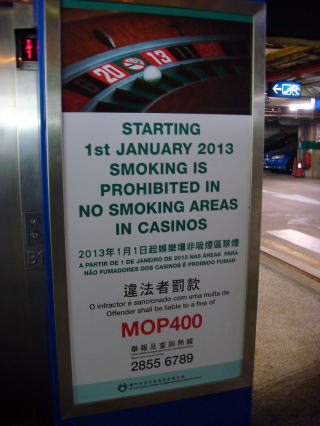 20 13
STARTING
1st JANUARY 2013
SMOKING IS
PROHIBITED IN
NO SMOKING AREAS
IN CASINOS
2013年1月1日起娛樂場非吸煙區禁煙
A PARTIR DE 1 DE JANEIRO DE 2013 NAS ÁREAS PARA
NÃO FUMADORES DOS CASINOS É PROIBIDO FUMAR
違法者罰款
O infractor é sancionado com uma multa de
Offender shall be liable to a fine of
MOP400
舉報及查詢熱線
2855 6789
B1